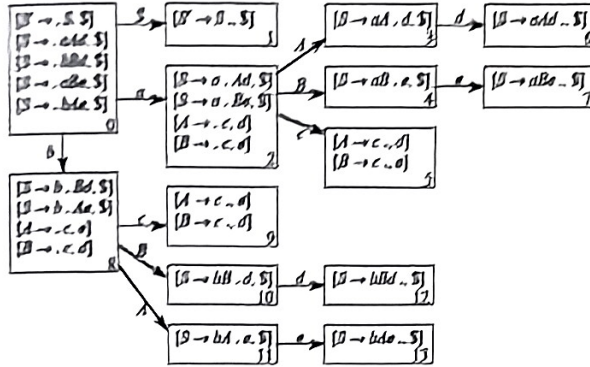 [S' → .S, $]
[S → .aAd, $]
[S → .bBd, $]
[S → .aBe, $]
[S → .bAe, $]
0
S
[S' → S., $]
1
a
[S → a.Ad, $]
[S → a.Be, $]
[A → .c, d]
[B → .c, e]
2
A
[S → aA.d, $]
3
d
[S → aAd., $]
6
B
[S → aB.e, $]
4
e
[S → aBe., $]
7
c
[A → c., d]
[B → c., e]
5
b
[S → b.Bd, $]
[S → b.Ae, $]
[A → .c, e]
[B → .c, d]
8
c
[A → c., e]
[B → c., d]
9
B
[S → bB.d, $]
10
d
[S → bBd., $]
12
A
[S → bA.e, $]
11
e
[S → bAe., $]
13